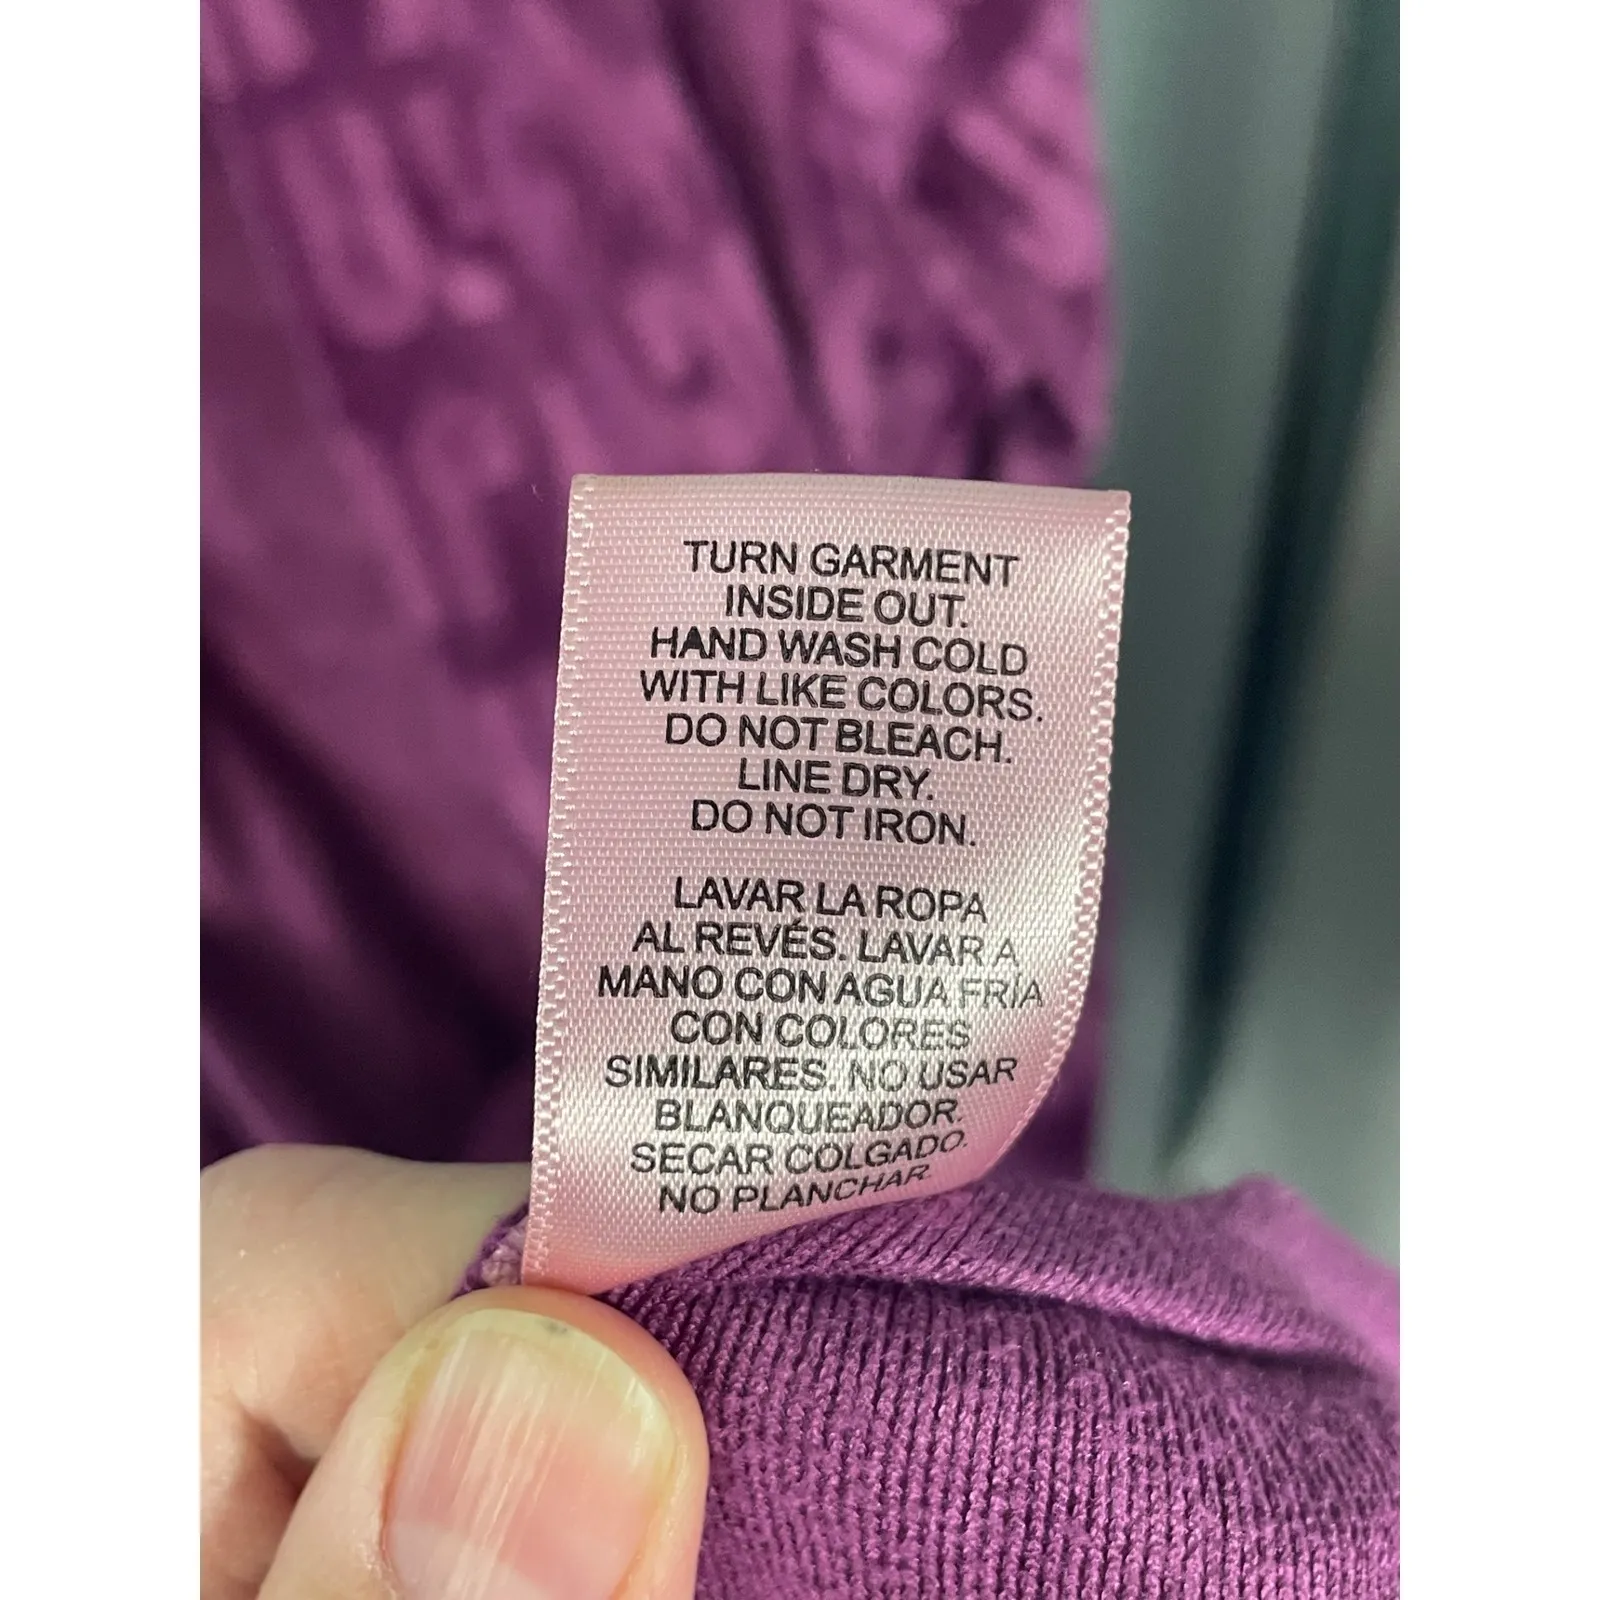 TURN GARMENT
INSIDE OUT.
HAND WASH COLD
WITH LIKE COLORS.
DO NOT BLEACH.
LINE DRY.
DO NOT IRON.
LAVAR LA ROPA
AL REVÉS. LAVAR A
MANO CON AGUA FRÍA
CON COLORES
SIMILARES. NO USAR
BLANQUEADOR.
SECAR COLGADO.
NO PLANCHAR.